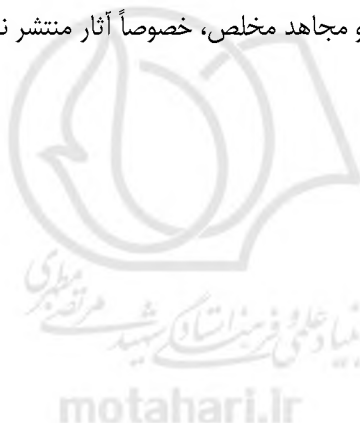 و مجاهد مخلص، خصوصاً آثار منتشر
بنیاد علمی و فرهنگی استاد شهید مرتضی مطهری
motahari.ir